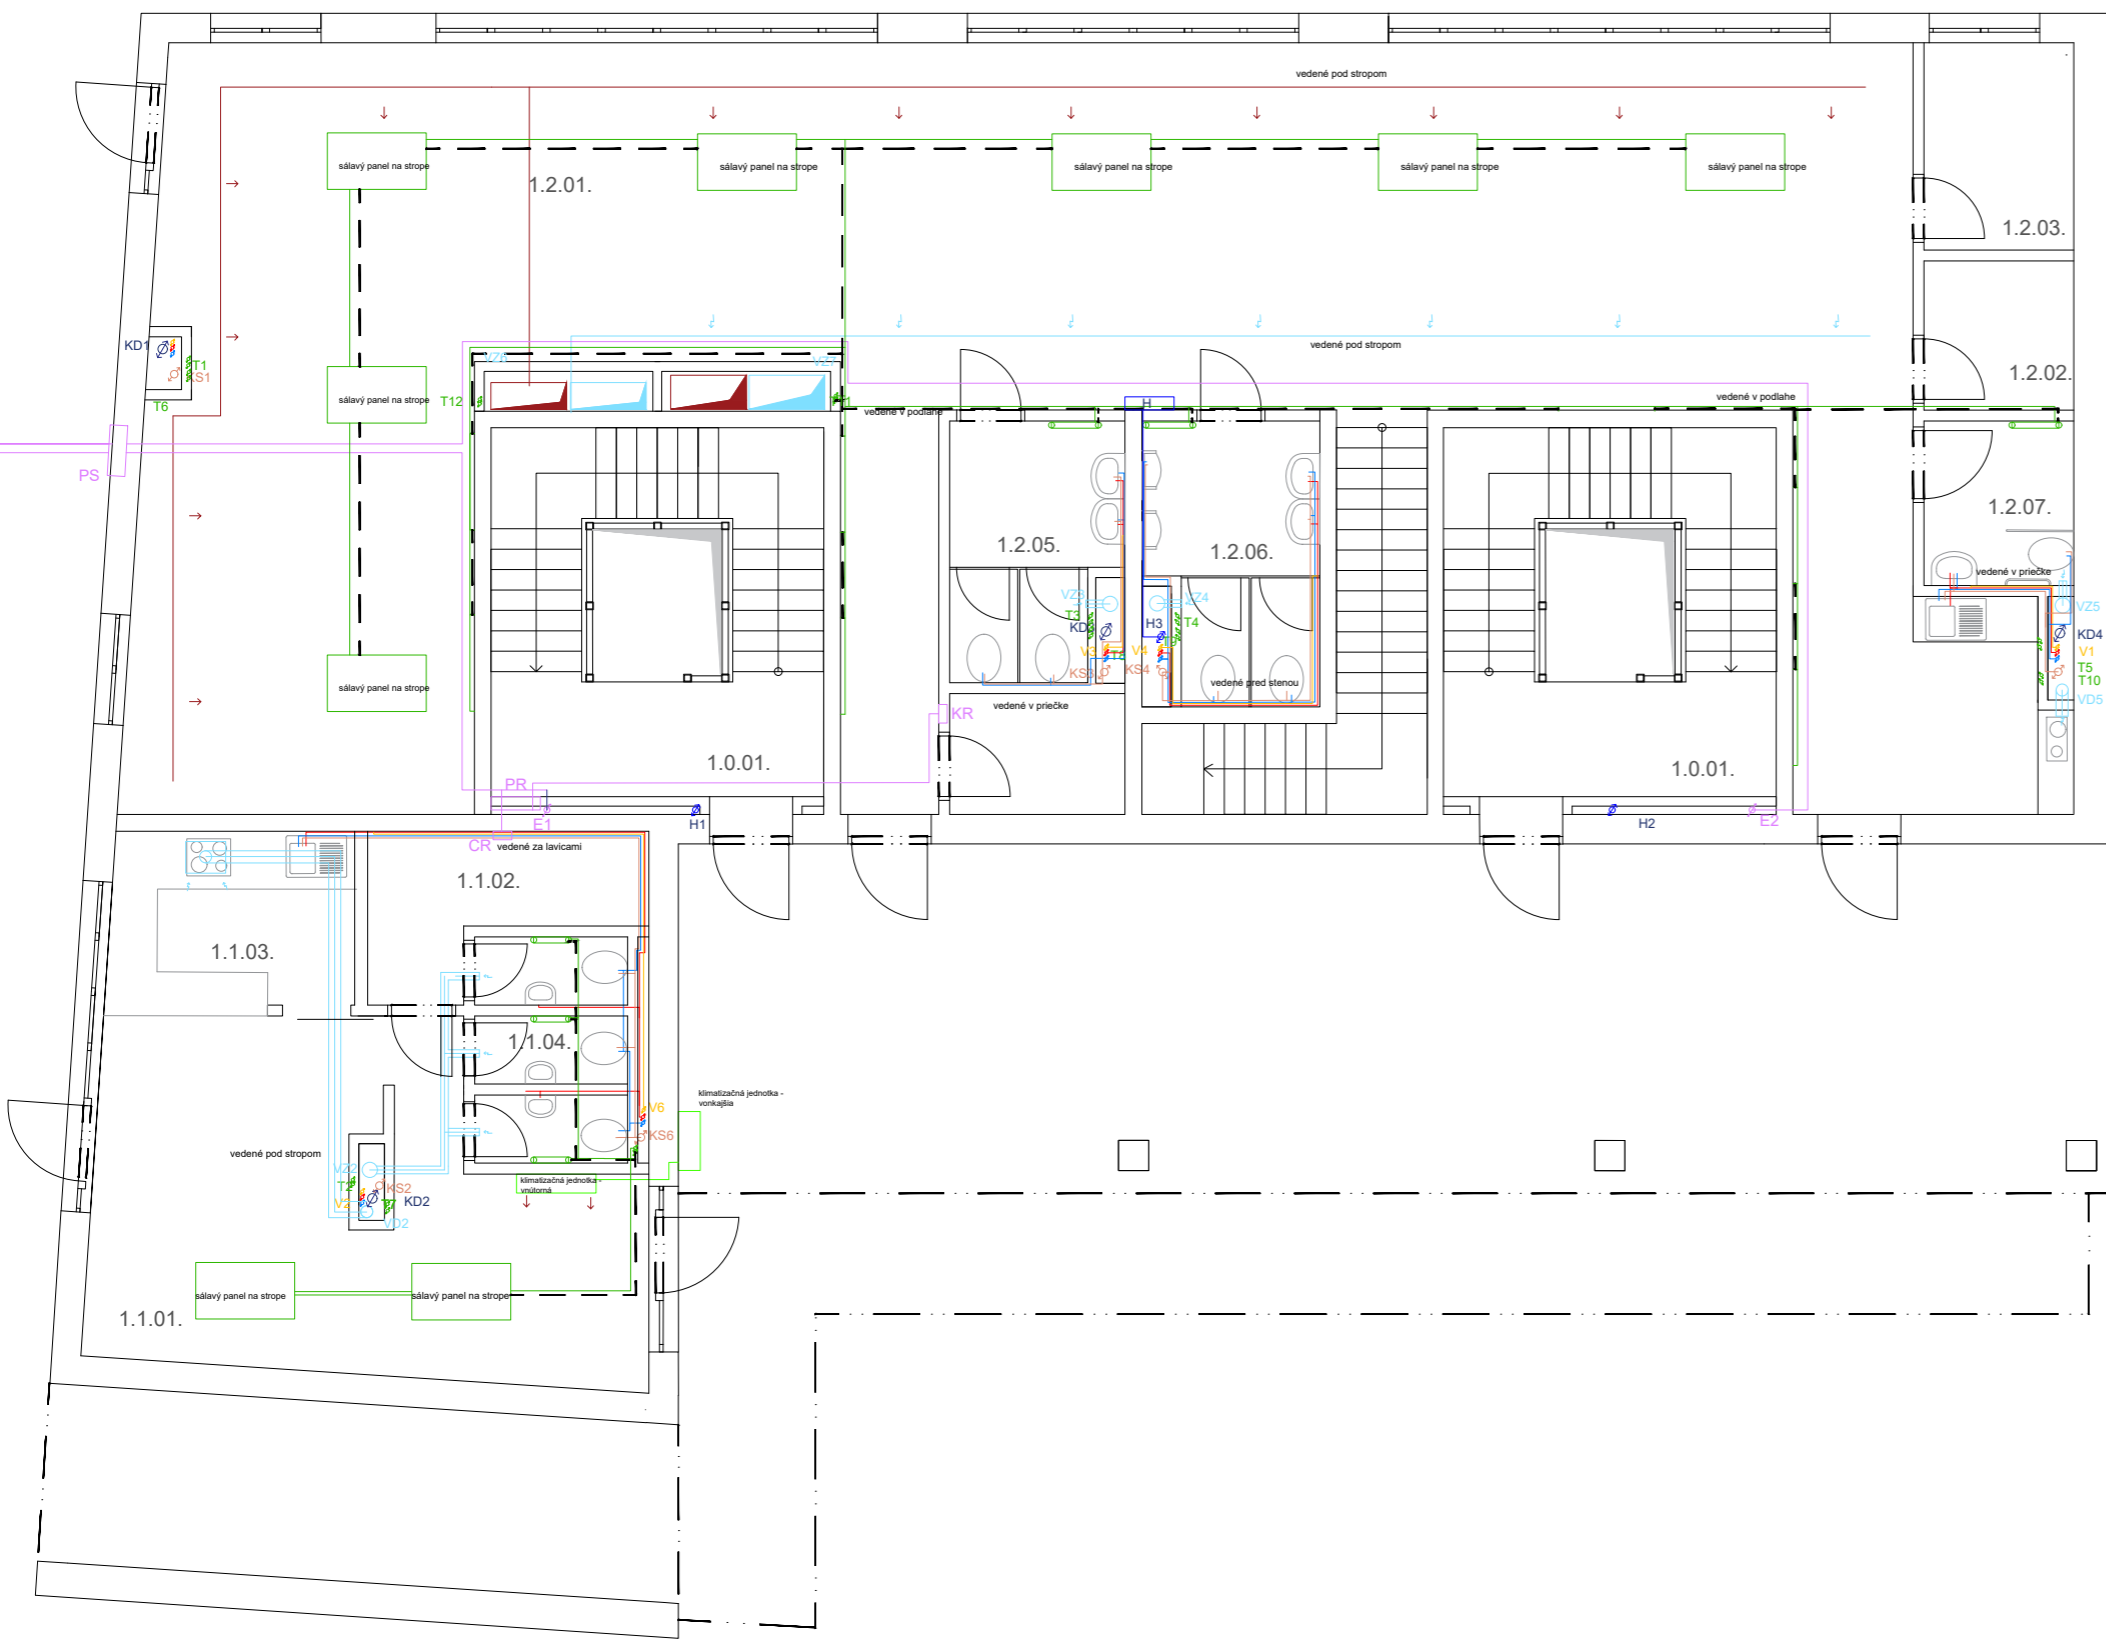 vedené pod stropom
sálavý panel na strope
sálavý panel na strope
sálavý panel na strope
sálavý panel na strope
sálavý panel na strope
1.2.01.
1.2.03.
KD1
T1
KS1
T6
VZ6
VZ7
vedené pod stropom
1.2.02.
sálavý panel na strope
T12
vedené v podlahe
H
vedené v podlahe
PS
1.2.05.
1.2.06.
1.2.07.
vedené v priečke
VZ3
T3
VZ4
T4
H3
VZ5
KD4
V1
T5
T10
VD5
V3
V4
KS3
KS4
sálavý panel na strope
vedené pred stenou
vedené v priečke
KR
1.0.01.
1.0.01.
PR
E1
H1
H2
E2
CR
vedené za lavicami
1.1.02.
1.1.03.
1.1.04.
klimatizačná jednotka -
vonkajšia
V6
KS6
vedené pod stropom
VZ2
KS2
KD2
V2
T7
VD2
klimatizačná jednotka -
vnútorná
sálavý panel na strope
sálavý panel na strope
1.1.01.